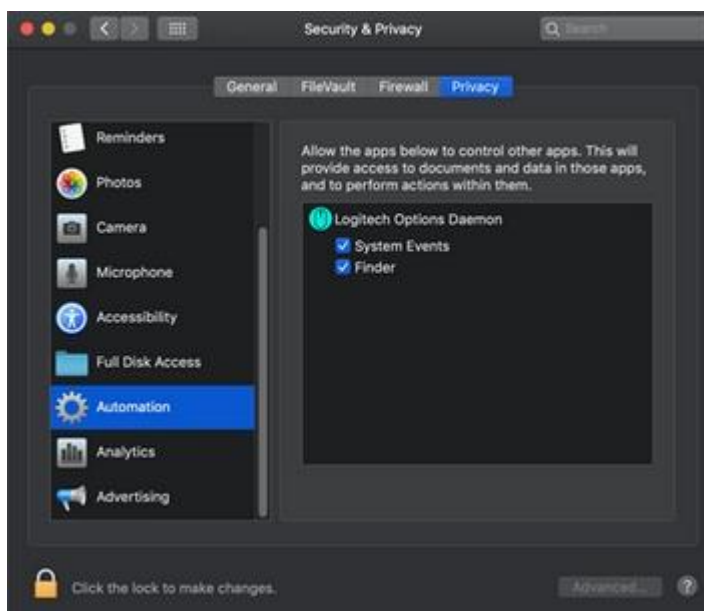 Security & Privacy
Search
General FileVault Firewall Privacy
Reminders
Photos
Camera
Microphone
Accessibility
Full Disk Access
Automation
Analytics
Advertising
Allow the apps below to control other apps. This will
provide access to documents and data in those apps,
and to perform actions within them.
Logitech Options Daemon
System Events
Finder
Click the lock to make changes.
Advanced...
?